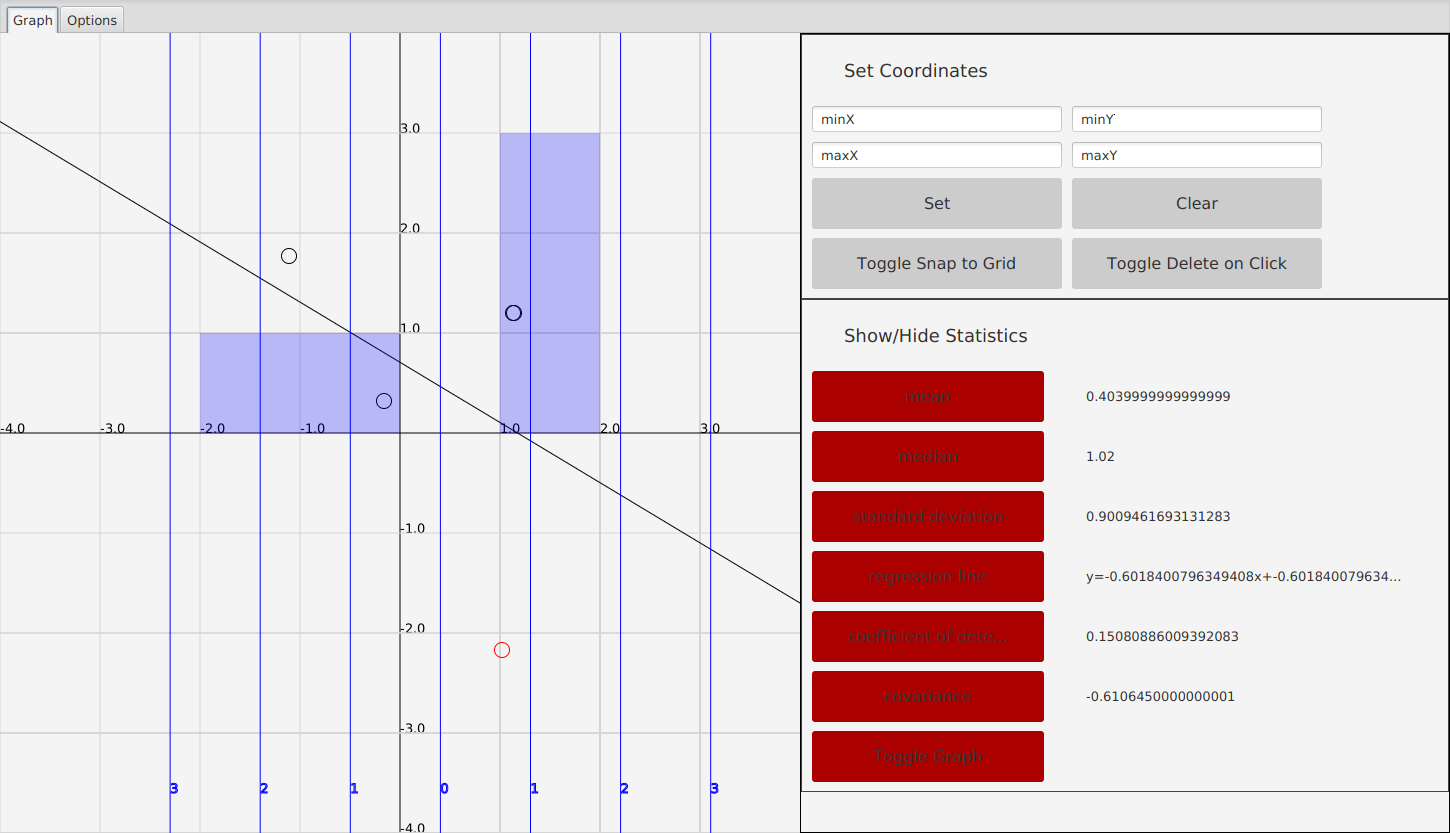 Graph Options
Set Coordinates
minX minY
maxX maxY
Set Clear
Toggle Snap to Grid Toggle Delete on Click
Show/Hide Statistics
mean 0.4039999999999999
median 1.02
standard deviation 0.9009461693131283
regression line y=-0.6018400796349408x+-0.601840079634...
coefficient of dete... 0.15080886009392083
covariance -0.6106450000000001
Toggle Graph
3.0
2.0
1.0
-4.0 -3.0 -2.0 -1.0 1.0 2.0 3.0
-1.0
-2.0
-3.0
3 2 1 0 1 2 3
-4.0